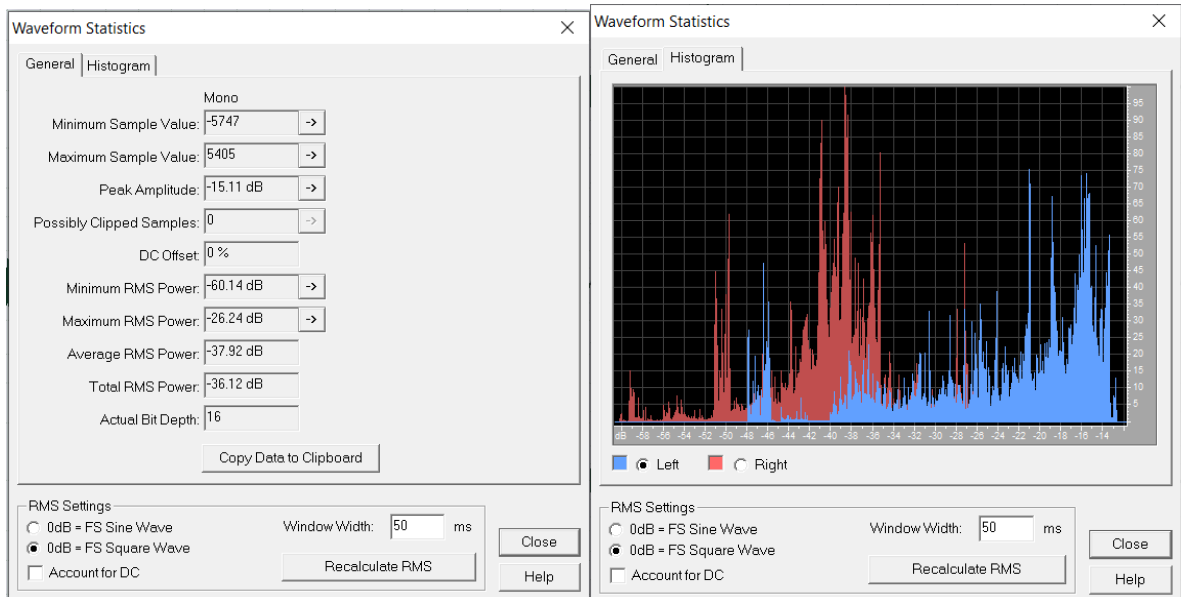 Waveform Statistics
General Histogram
Mono
Minimum Sample Value: -5747 ->
Maximum Sample Value: 5405 ->
Peak Amplitude: -15.11 dB ->
Possibly Clipped Samples: 0 ->
DC Offset: 0 %
Minimum RMS Power: -60.14 dB ->
Maximum RMS Power: -26.24 dB ->
Average RMS Power: -37.92 dB
Total RMS Power: -36.12 dB
Actual Bit Depth: 16
Copy Data to Clipboard
RMS Settings
0dB = FS Sine Wave
0dB = FS Square Wave
Account for DC
Window Width: 50 ms
Recalculate RMS
Close
Help
Waveform Statistics
General Histogram
95
90
85
80
75
70
65
60
55
50
45
40
35
30
25
20
15
10
5
dB -58 -56 -54 -52 -50 -48 -46 -44 -42 -40 -38 -36 -34 -32 -30 -28 -26 -24 -22 -20 -18 -16 -14
Left Right
RMS Settings
0dB = FS Sine Wave
0dB = FS Square Wave
Account for DC
Window Width: 50 ms
Recalculate RMS
Close
Help